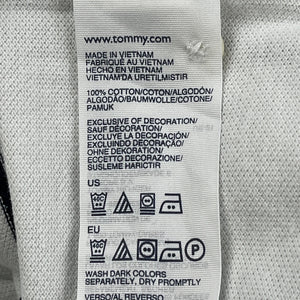 www.tommy.com
MADE IN VIETNAM
FABRIQUÉ AU VIETNAM
HECHO EN VIETNAM
VIETNAM'DA URETILMISTIR
100% COTTON/COTON/ALGODÓN/
ALGODÃO/BAUMWOLLE/COTONE/
PAMUK
EXCLUSIVE OF DECORATION/
SAUF DÉCORATION/
EXCLUYE LA DECORACIÓN/
EXCLUINDO DECORAÇÃO/
OHNE DEKORATION/
ECCETTO DECORAZIONE/
SUSLEME HARICTIR
US
EU
WASH DARK COLORS
SEPARATELY, DRY PROMPTLY
VERSO/AL REVERSO